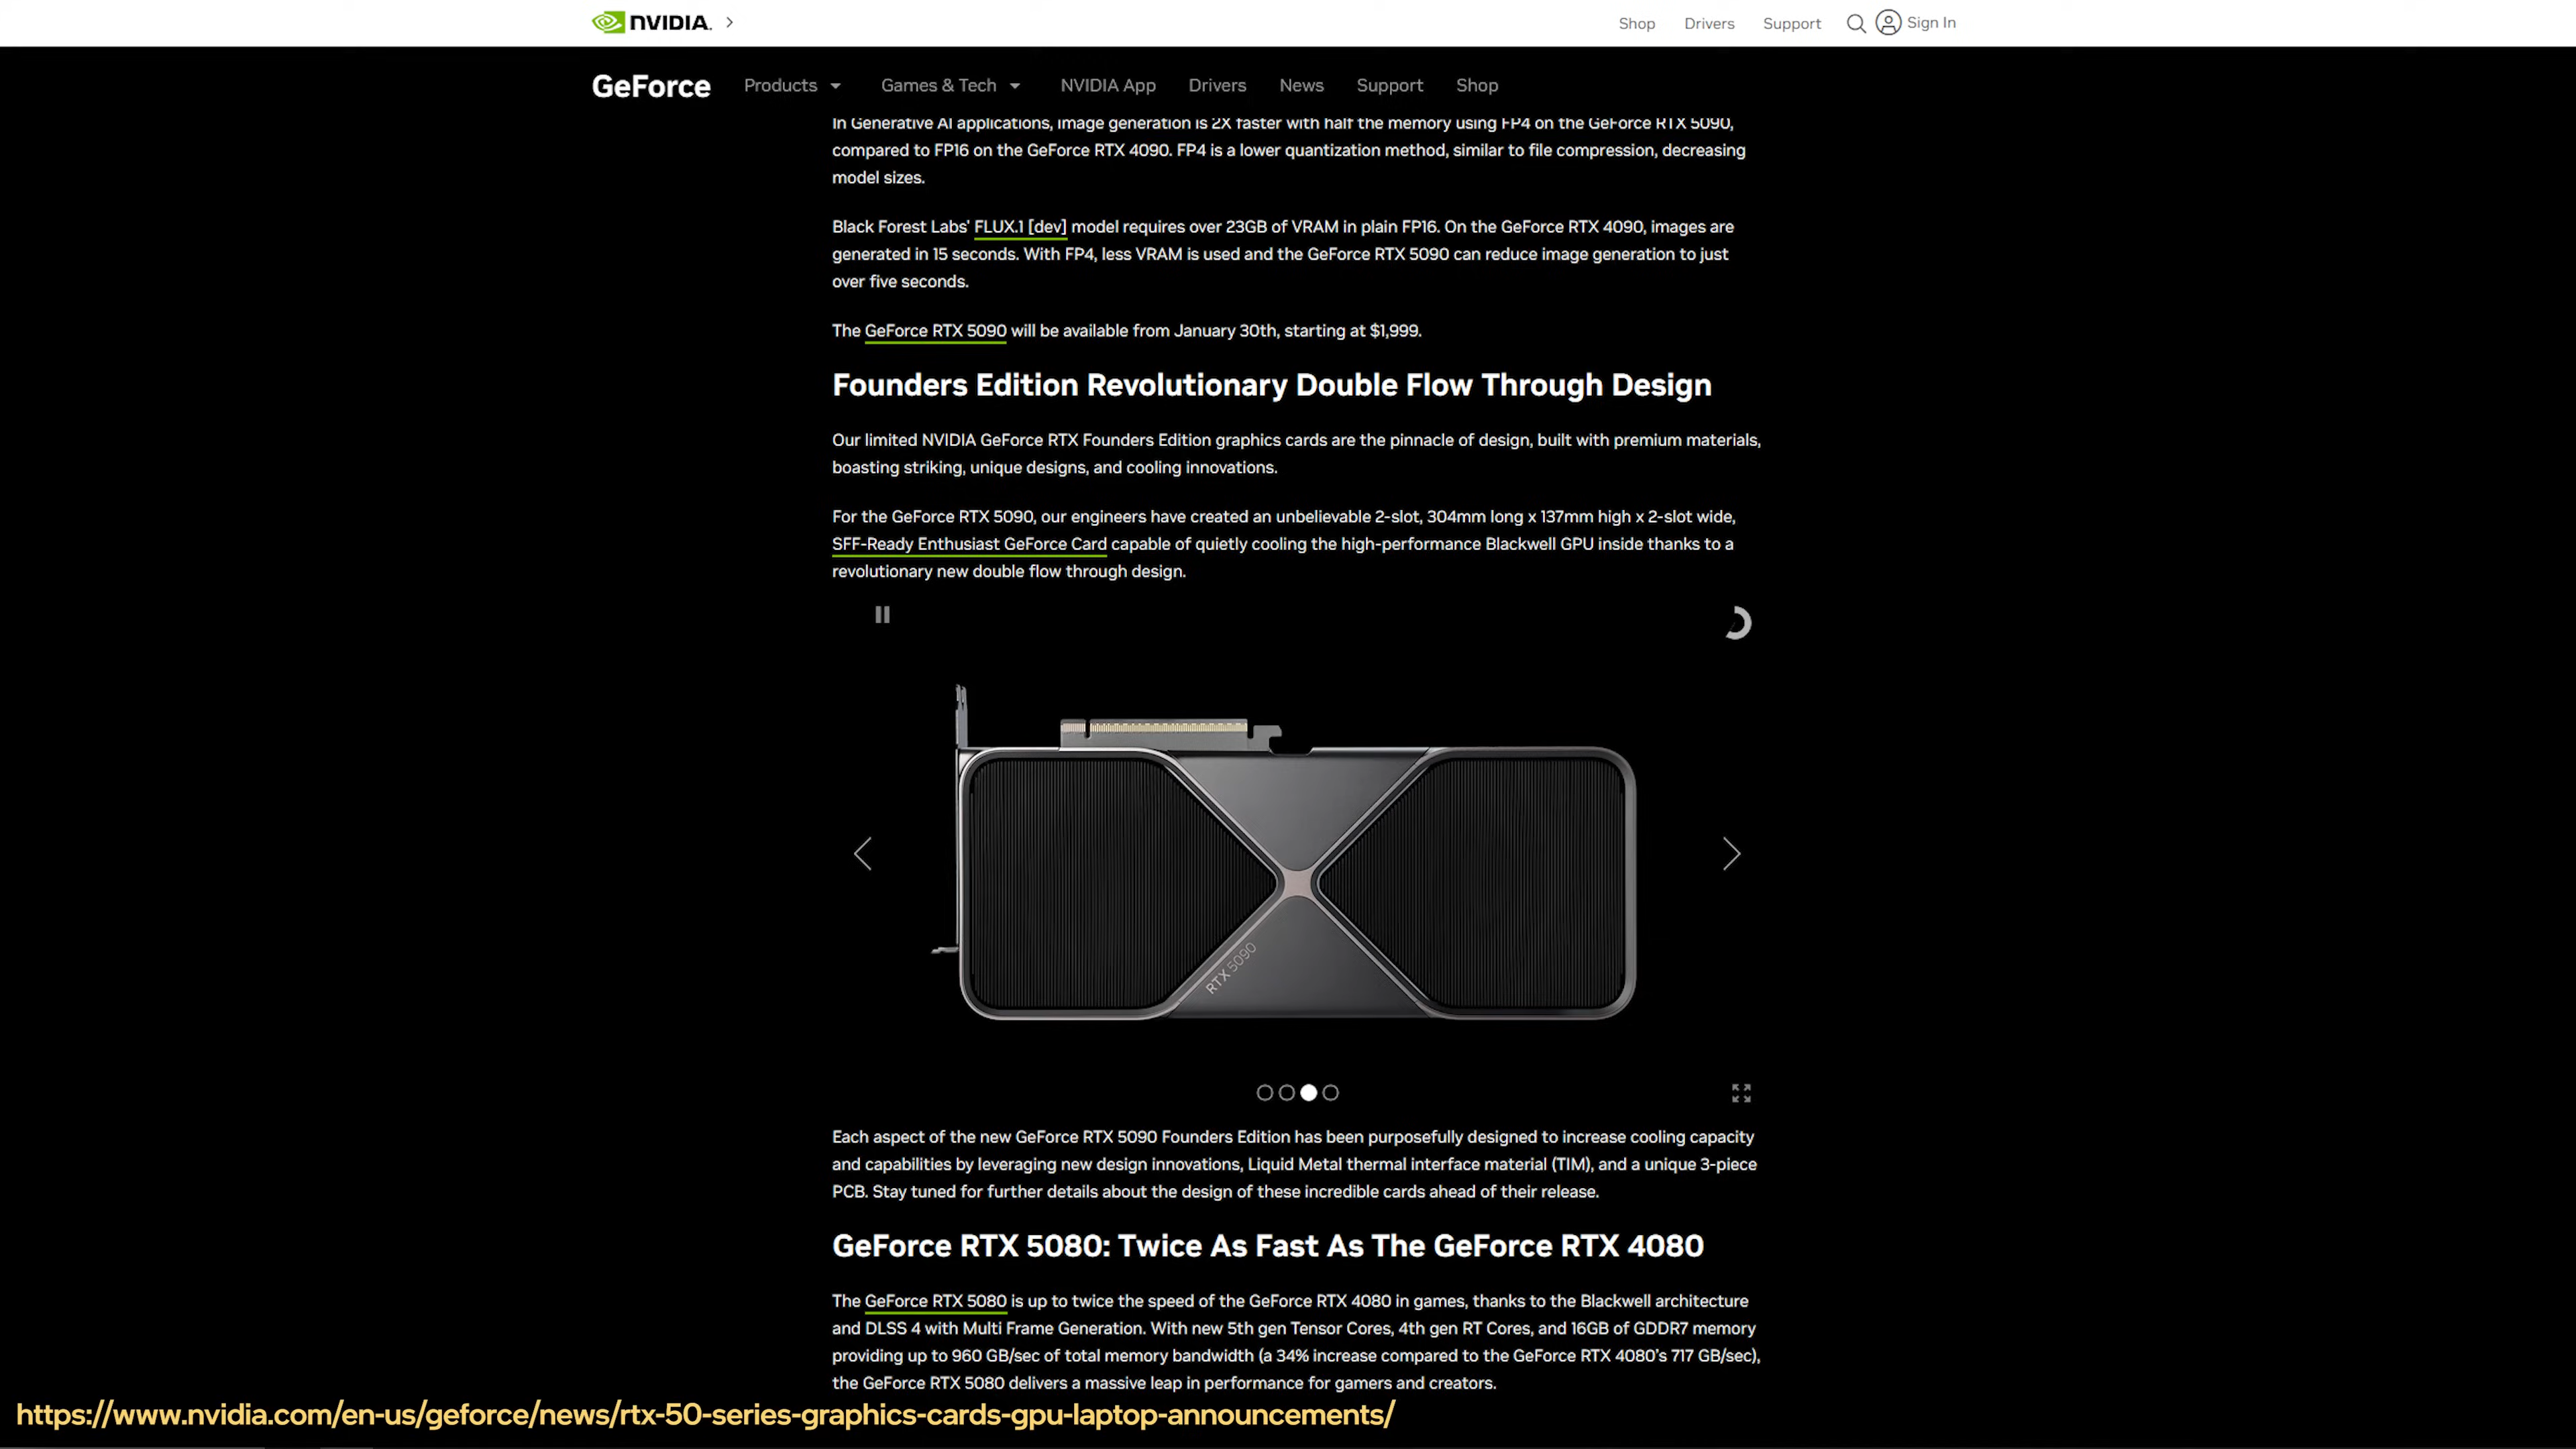 NVIDIA.
Shop Drivers Support Sign In
GeForce Products Games & Tech NVIDIA App Drivers News Support Shop
In Generative AI applications, image generation is 2X faster with half the memory using FP4 on the GeForce RTX 5090,
compared to FP16 on the GeForce RTX 4090. FP4 is a lower quantization method, similar to file compression, decreasing
model sizes.
Black Forest Labs' FLUX.1 [dev] model requires over 23GB of VRAM in plain FP16. On the GeForce RTX 4090, images are
generated in 15 seconds. With FP4, less VRAM is used and the GeForce RTX 5090 can reduce image generation to just
over five seconds.
The GeForce RTX 5090 will be available from January 30th, starting at $1,999.
Founders Edition Revolutionary Double Flow Through Design
Our limited NVIDIA GeForce RTX Founders Edition graphics cards are the pinnacle of design, built with premium materials,
boasting striking, unique designs, and cooling innovations.
For the GeForce RTX 5090, our engineers have created an unbelievable 2-slot, 304mm long x 137mm high x 2-slot wide,
SFF-Ready Enthusiast GeForce Card capable of quietly cooling the high-performance Blackwell GPU inside thanks to a
revolutionary new double flow through design.
RTX 5090
Each aspect of the new GeForce RTX 5090 Founders Edition has been purposefully designed to increase cooling capacity
and capabilities by leveraging new design innovations, Liquid Metal thermal interface material (TIM), and a unique 3-piece
PCB. Stay tuned for further details about the design of these incredible cards ahead of their release.
GeForce RTX 5080: Twice As Fast As The GeForce RTX 4080
The GeForce RTX 5080 is up to twice the speed of the GeForce RTX 4080 in games, thanks to the Blackwell architecture
and DLSS 4 with Multi Frame Generation. With new 5th gen Tensor Cores, 4th gen RT Cores, and 16GB of GDDR7 memory
providing up to 960 GB/sec of total memory bandwidth (a 34% increase compared to the GeForce RTX 4080's 717 GB/sec),
the GeForce RTX 5080 delivers a massive leap in performance for gamers and creators.
https://www.nvidia.com/en-us/geforce/news/rtx-50-series-graphics-cards-gpu-laptop-announcements/